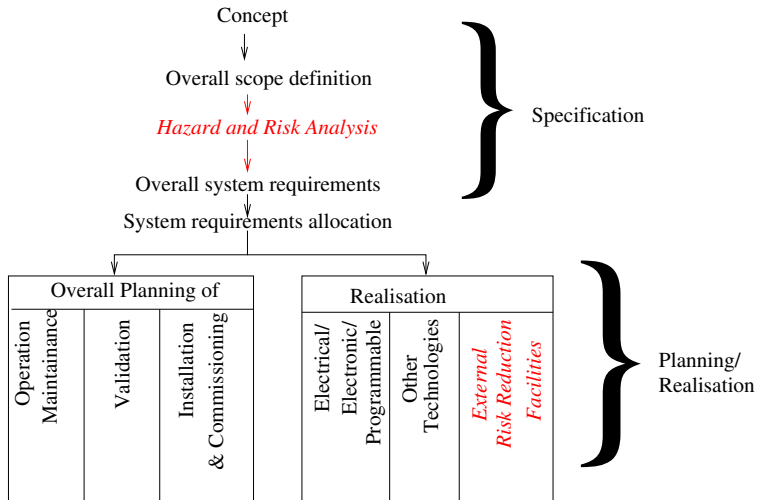 Concept
Overall scope definition
Hazard and Risk Analysis
Overall system requirements
System requirements allocation
Specification
Overall Planning of
Operation
Maintainance
Validation
Installation
& Commissioning
Realisation
Electrical/
Electronic/
Programmable
Other
Technologies
External
Risk Reduction
Facilities
Planning/
Realisation